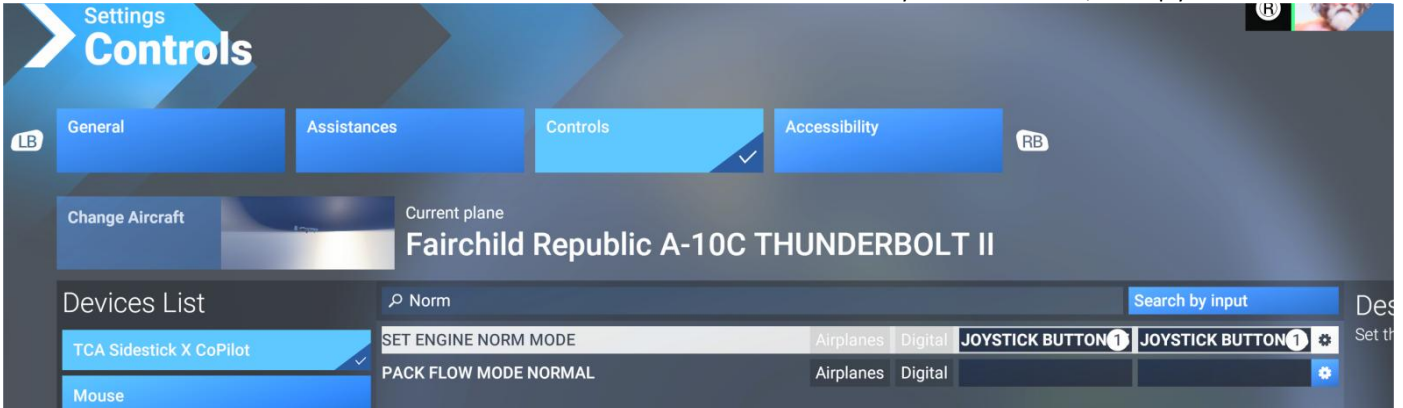 Settings
Controls
®
LB
General
Assistances
Controls
Accessibility
RB
Change Aircraft
Current plane
Fairchild Republic A-10C THUNDERBOLT II
Devices List
Norm
Search by input
TCA Sidestick X CoPilot
SET ENGINE NORM MODE Airplanes Digital JOYSTICK BUTTON 1 JOYSTICK BUTTON 1
PACK FLOW MODE NORMAL Airplanes Digital
Mouse